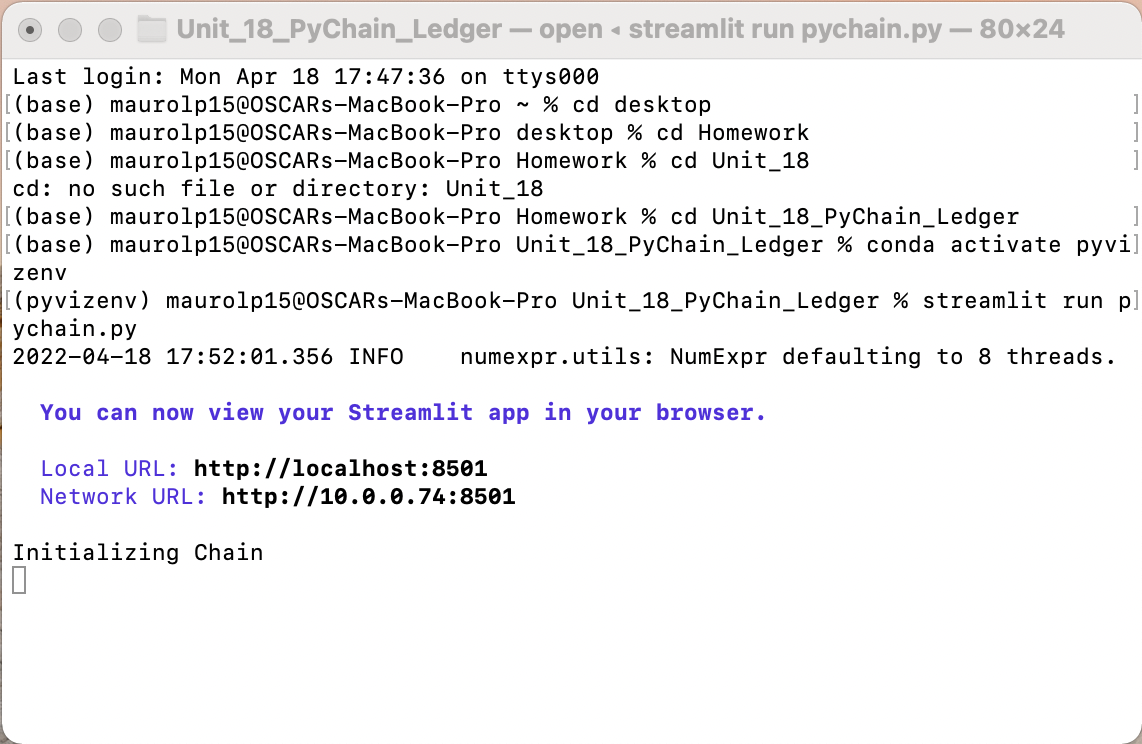 Unit_18_PyChain_Ledger — open ◂ streamlit run pychain.py — 80×24
Last login: Mon Apr 18 17:47:36 on ttys000
[(base) maurolp15@OSCARs-MacBook-Pro ~ % cd desktop ]
[(base) maurolp15@OSCARs-MacBook-Pro desktop % cd Homework ]
[(base) maurolp15@OSCARs-MacBook-Pro Homework % cd Unit_18 ]
cd: no such file or directory: Unit_18
[(base) maurolp15@OSCARs-MacBook-Pro Homework % cd Unit_18_PyChain_Ledger ]
[(base) maurolp15@OSCARs-MacBook-Pro Unit_18_PyChain_Ledger % conda activate pyvi]
zenv
[(pyvizenv) maurolp15@OSCARs-MacBook-Pro Unit_18_PyChain_Ledger % streamlit run p]
ychain.py
2022-04-18 17:52:01.356 INFO    numexpr.utils: NumExpr defaulting to 8 threads.
You can now view your Streamlit app in your browser.
Local URL: http://localhost:8501
Network URL: http://10.0.0.74:8501
Initializing Chain